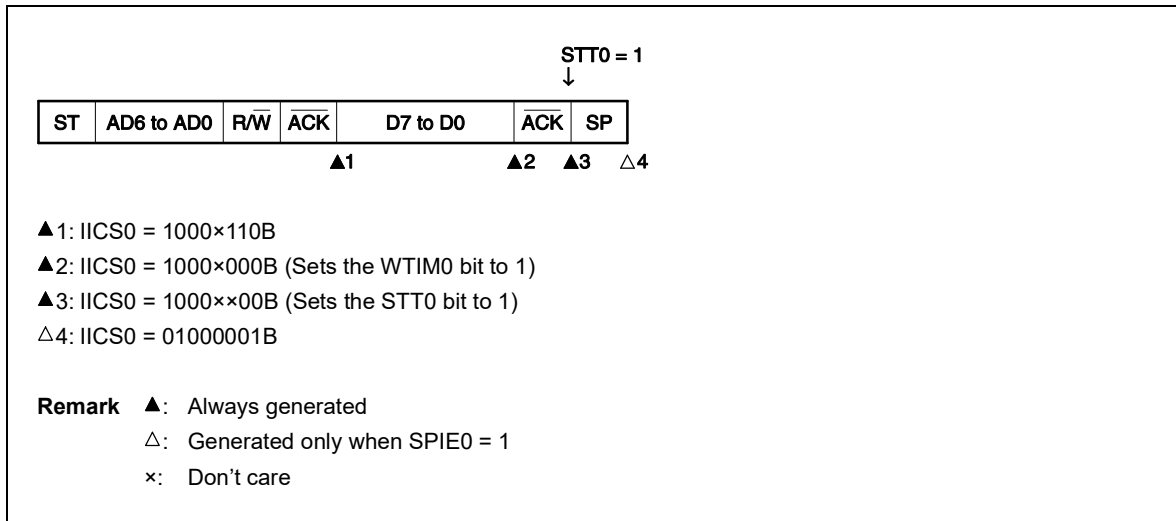 STT0 = 1
↓
ST AD6 to AD0 R/W̅ A̅C̅K̅ D7 to D0 A̅C̅K̅ SP
▲1 ▲2 ▲3 △4
▲1: IICS0 = 1000×110B
▲2: IICS0 = 1000×000B (Sets the WTIM0 bit to 1)
▲3: IICS0 = 1000××00B (Sets the STT0 bit to 1)
△4: IICS0 = 01000001B
Remark ▲: Always generated
△: Generated only when SPIE0 = 1
×: Don’t care